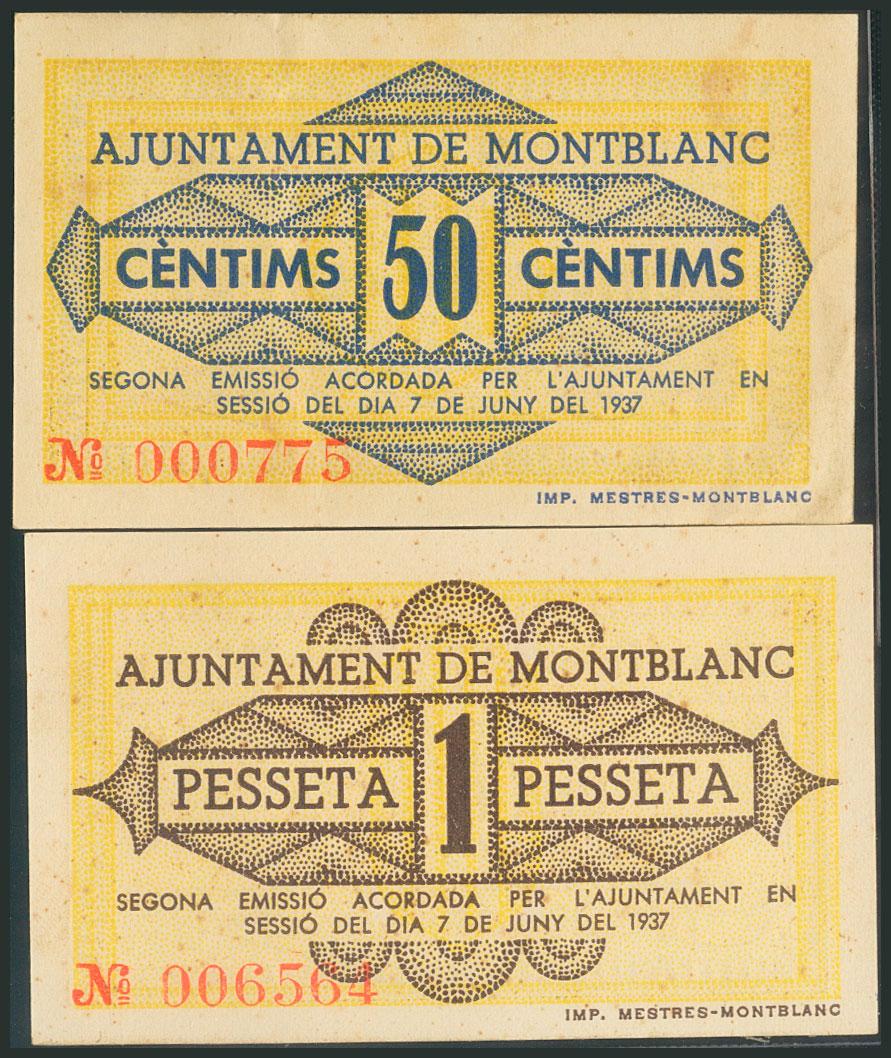 AJUNTAMENT DE MONTBLANC
CÈNTIMS 50 CÈNTIMS
SEGONA EMISSIÓ ACORDADA PER L'AJUNTAMENT EN
SESSIÓ DEL DIA 7 DE JUNY DEL 1937
Nº 000775
IMP. MESTRES-MONTBLANC
AJUNTAMENT DE MONTBLANC
PESSETA 1 PESSETA
SEGONA EMISSIÓ ACORDADA PER L'AJUNTAMENT EN
SESSIÓ DEL DIA 7 DE JUNY DEL 1937
Nº 006564
IMP. MESTRES-MONTBLANC